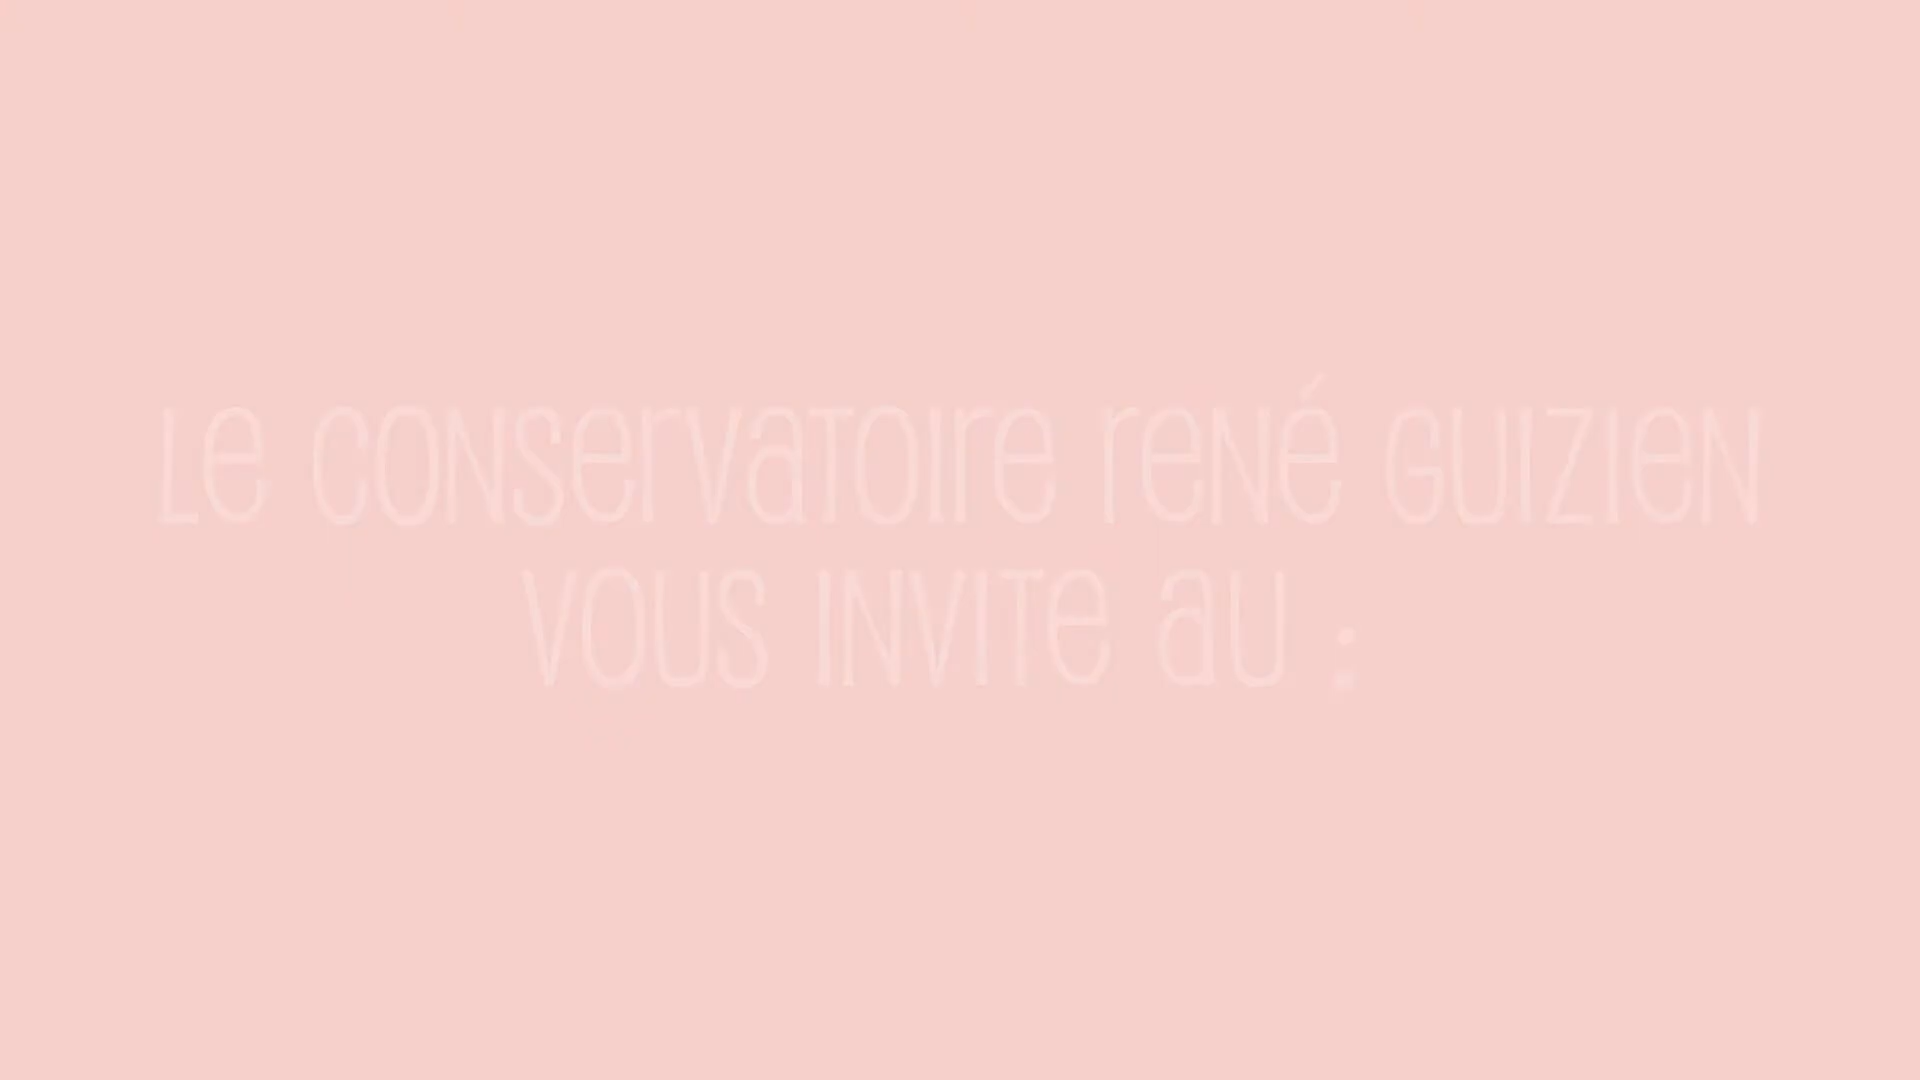 Le conservatoire rené Guizien
vous invite au :